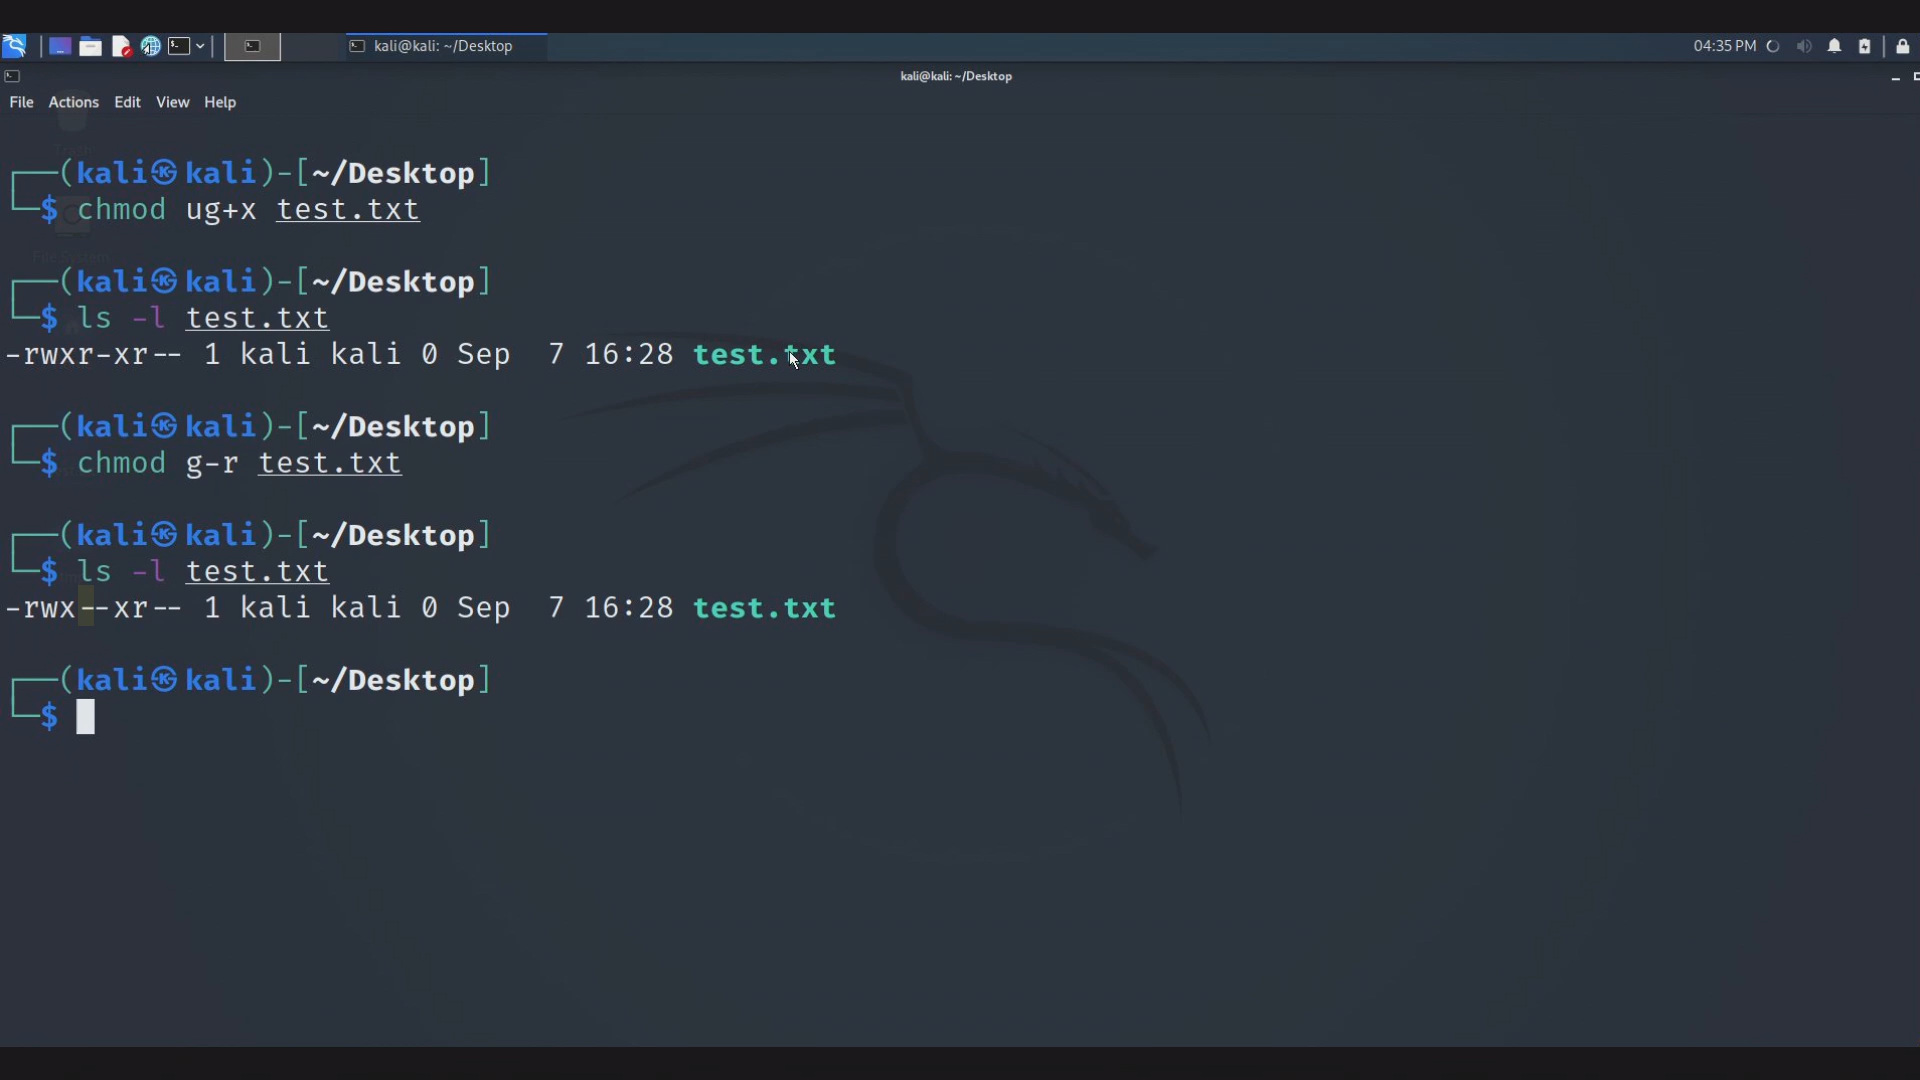 kali@kali: ~/Desktop
04:35 PM
kali@kali: ~/Desktop
File Actions Edit View Help
┌──(kali㉿kali)-[~/Desktop]
└─$ chmod ug+x test.txt
┌──(kali㉿kali)-[~/Desktop]
└─$ ls -l test.txt
-rwxr-xr-- 1 kali kali 0 Sep  7 16:28 test.txt
┌──(kali㉿kali)-[~/Desktop]
└─$ chmod g-r test.txt
┌──(kali㉿kali)-[~/Desktop]
└─$ ls -l test.txt
-rwx--xr-- 1 kali kali 0 Sep  7 16:28 test.txt
┌──(kali㉿kali)-[~/Desktop]
└─$